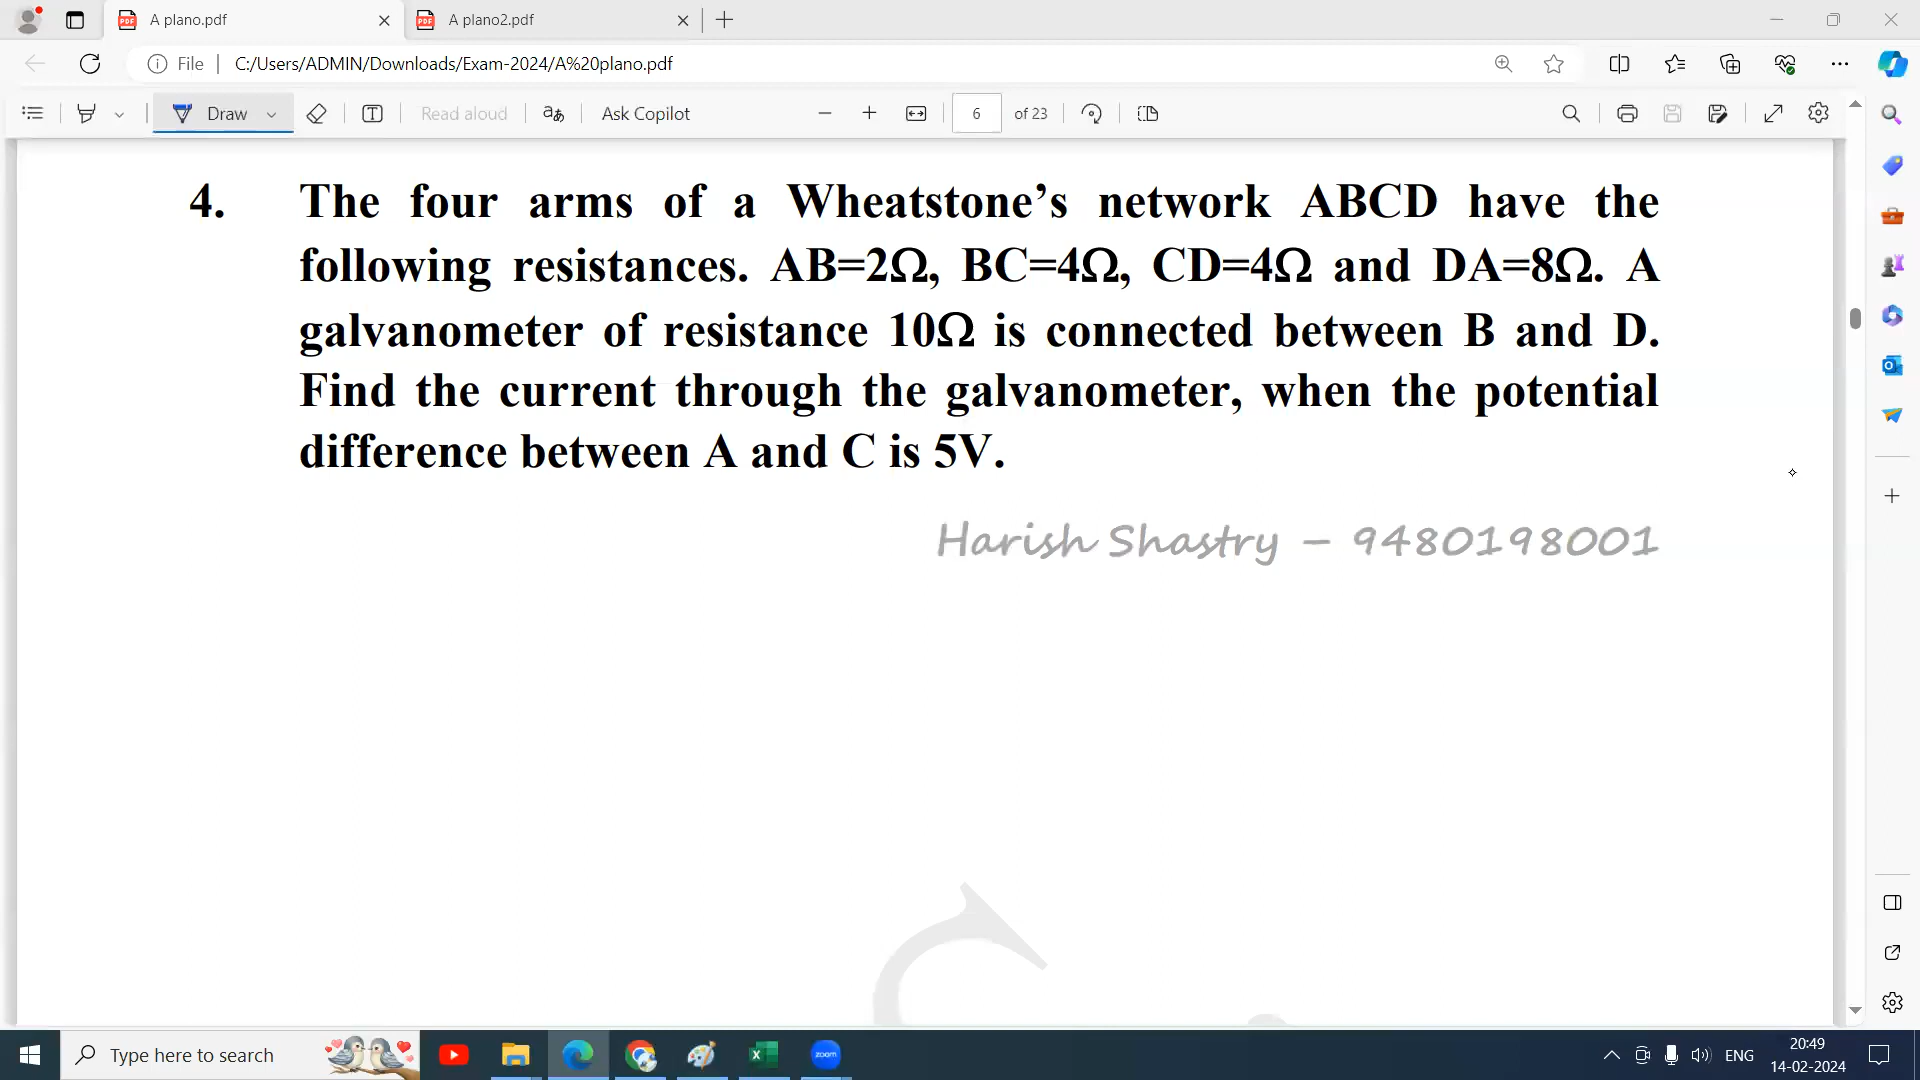 A plano.pdf
A plano2.pdf
File
C:/Users/ADMIN/Downloads/Exam-2024/A%20plano.pdf
Draw
Read aloud
aあ
Ask Copilot
6
of 23
4. The four arms of a Wheatstone’s network ABCD have the
following resistances. AB=2Ω, BC=4Ω, CD=4Ω and DA=8Ω. A
galvanometer of resistance 10Ω is connected between B and D.
Find the current through the galvanometer, when the potential
difference between A and C is 5V.
Harish Shastry – 9480198001
Type here to search
zoom
ENG
20:49
14-02-2024